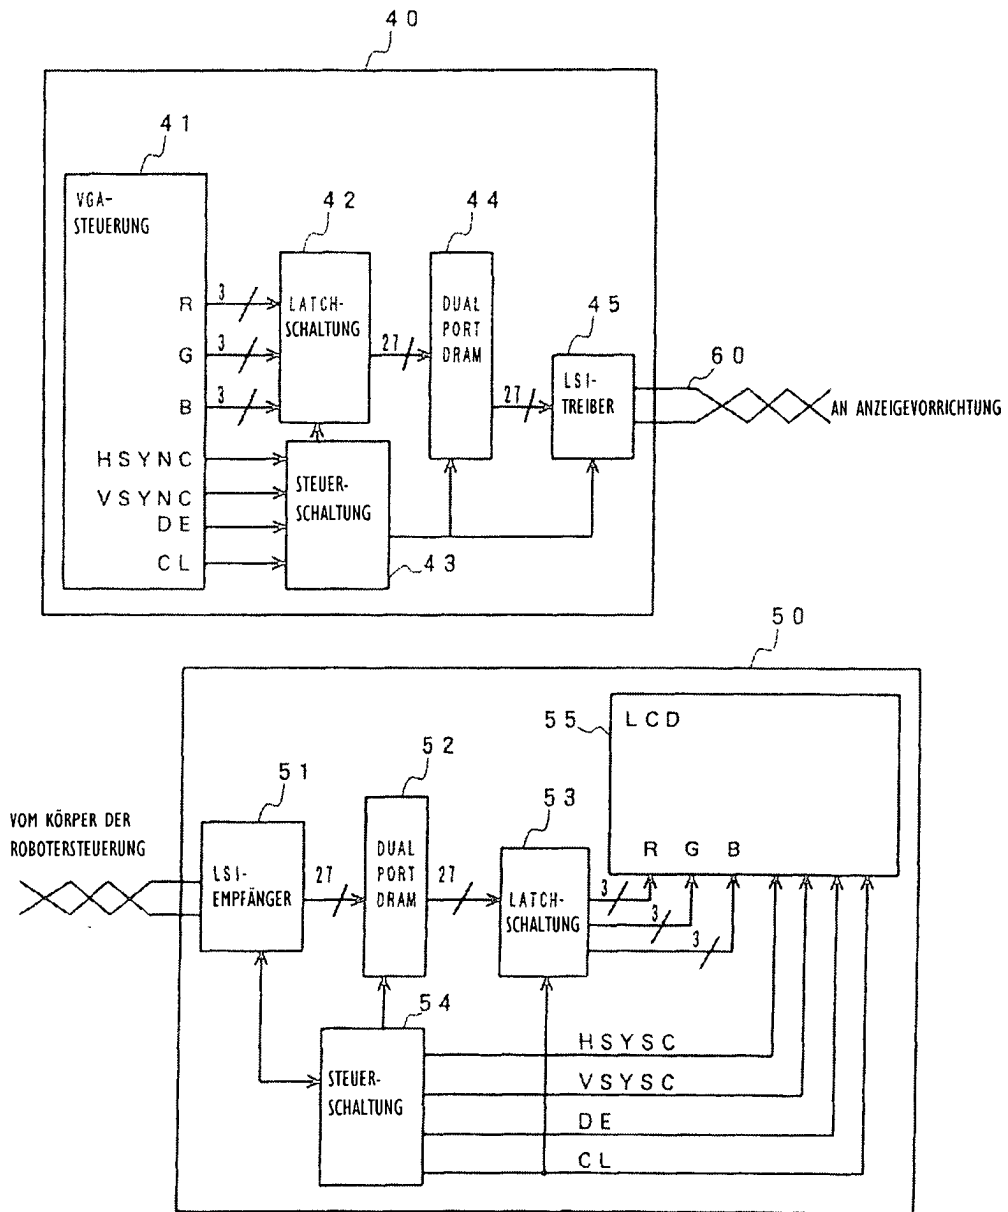 40
41
VGA-
STEUERUNG
42
44
R
3
LATCH-
SCHALTUNG
DUAL
PORT
DRAM
45
G
3
27
60
B
3
27
LSI-
TREIBER
AN ANZEIGEVORRICHTUNG
HSYNC
VSYNC
DE
CL
STEUER-
SCHALTUNG
43
50
55
LCD
52
51
53
VOM KÖRPER DER
ROBOTERSTEUERUNG
R G B
LSI-
EMPFÄNGER
27
DUAL
PORT
DRAM
27
LATCH-
SCHALTUNG
3
3
3
54
STEUER-
SCHALTUNG
HSYSC
VSYSC
DE
CL